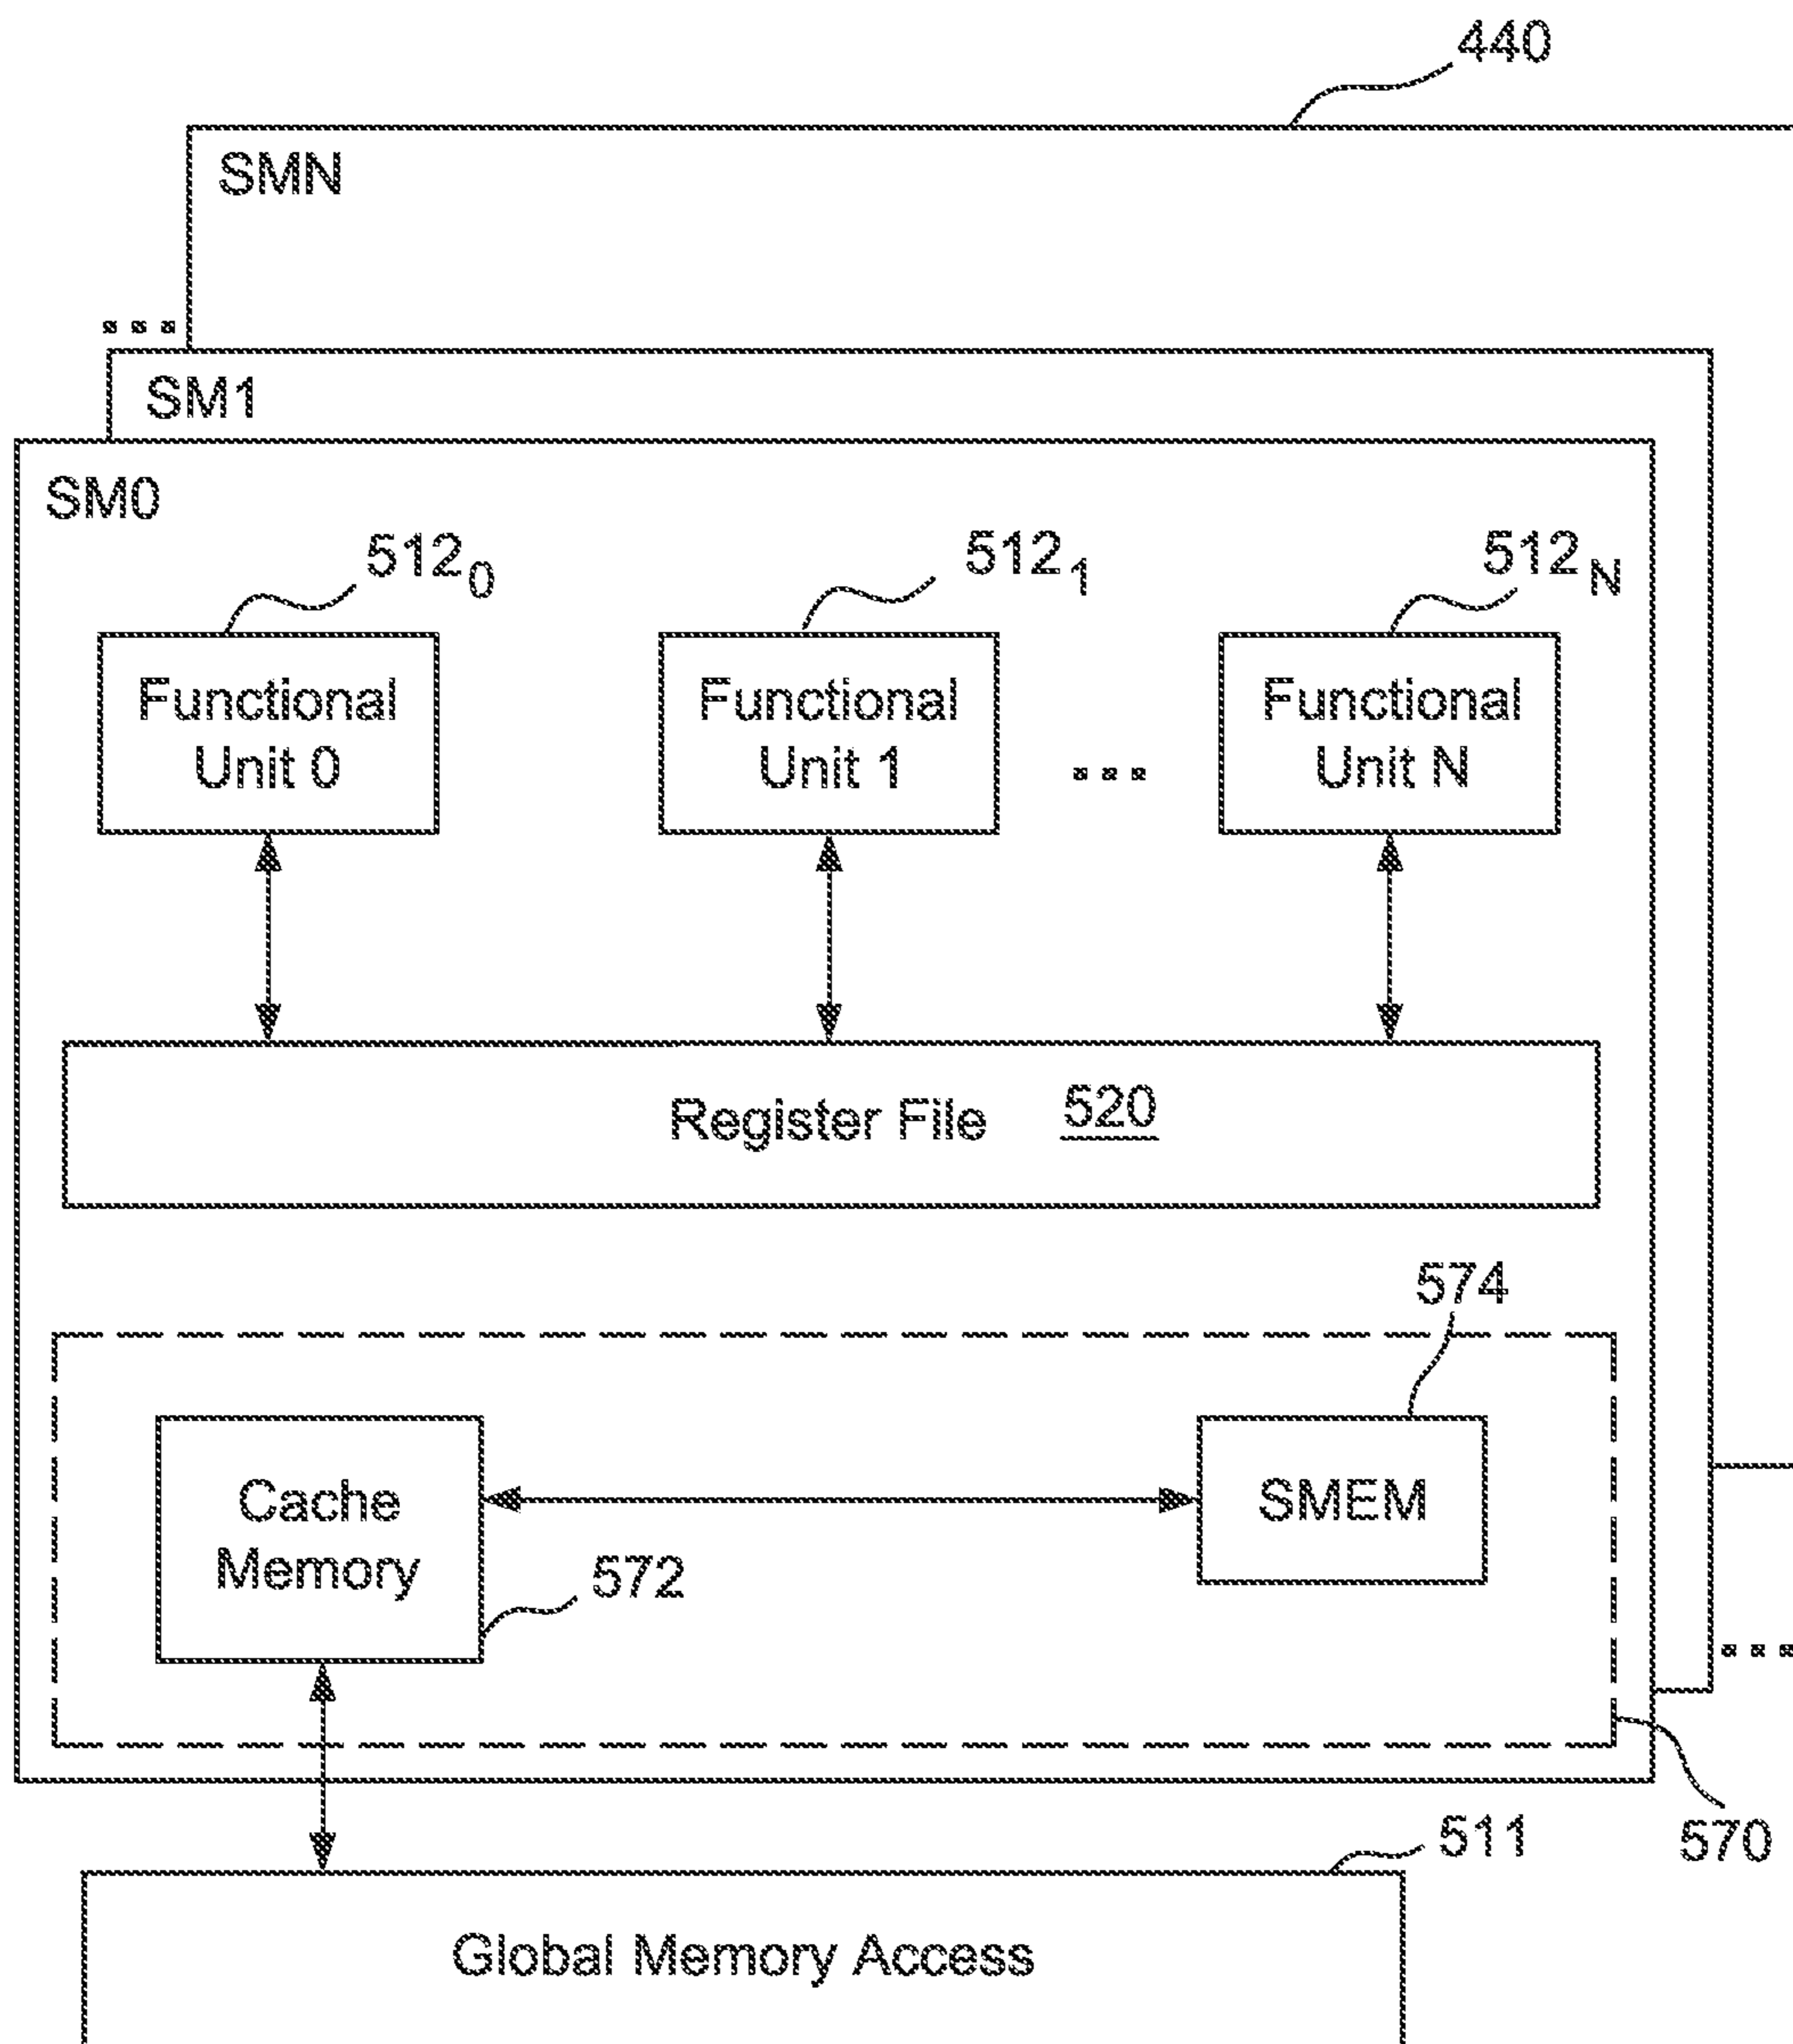 440
SMN
...
SM1
SM0
512₀
512₁
512_N
Functional
Unit 0
Functional
Unit 1
...
Functional
Unit N
Register File 520
574
Cache
Memory
SMEM
572
...
570
511
Global Memory Access